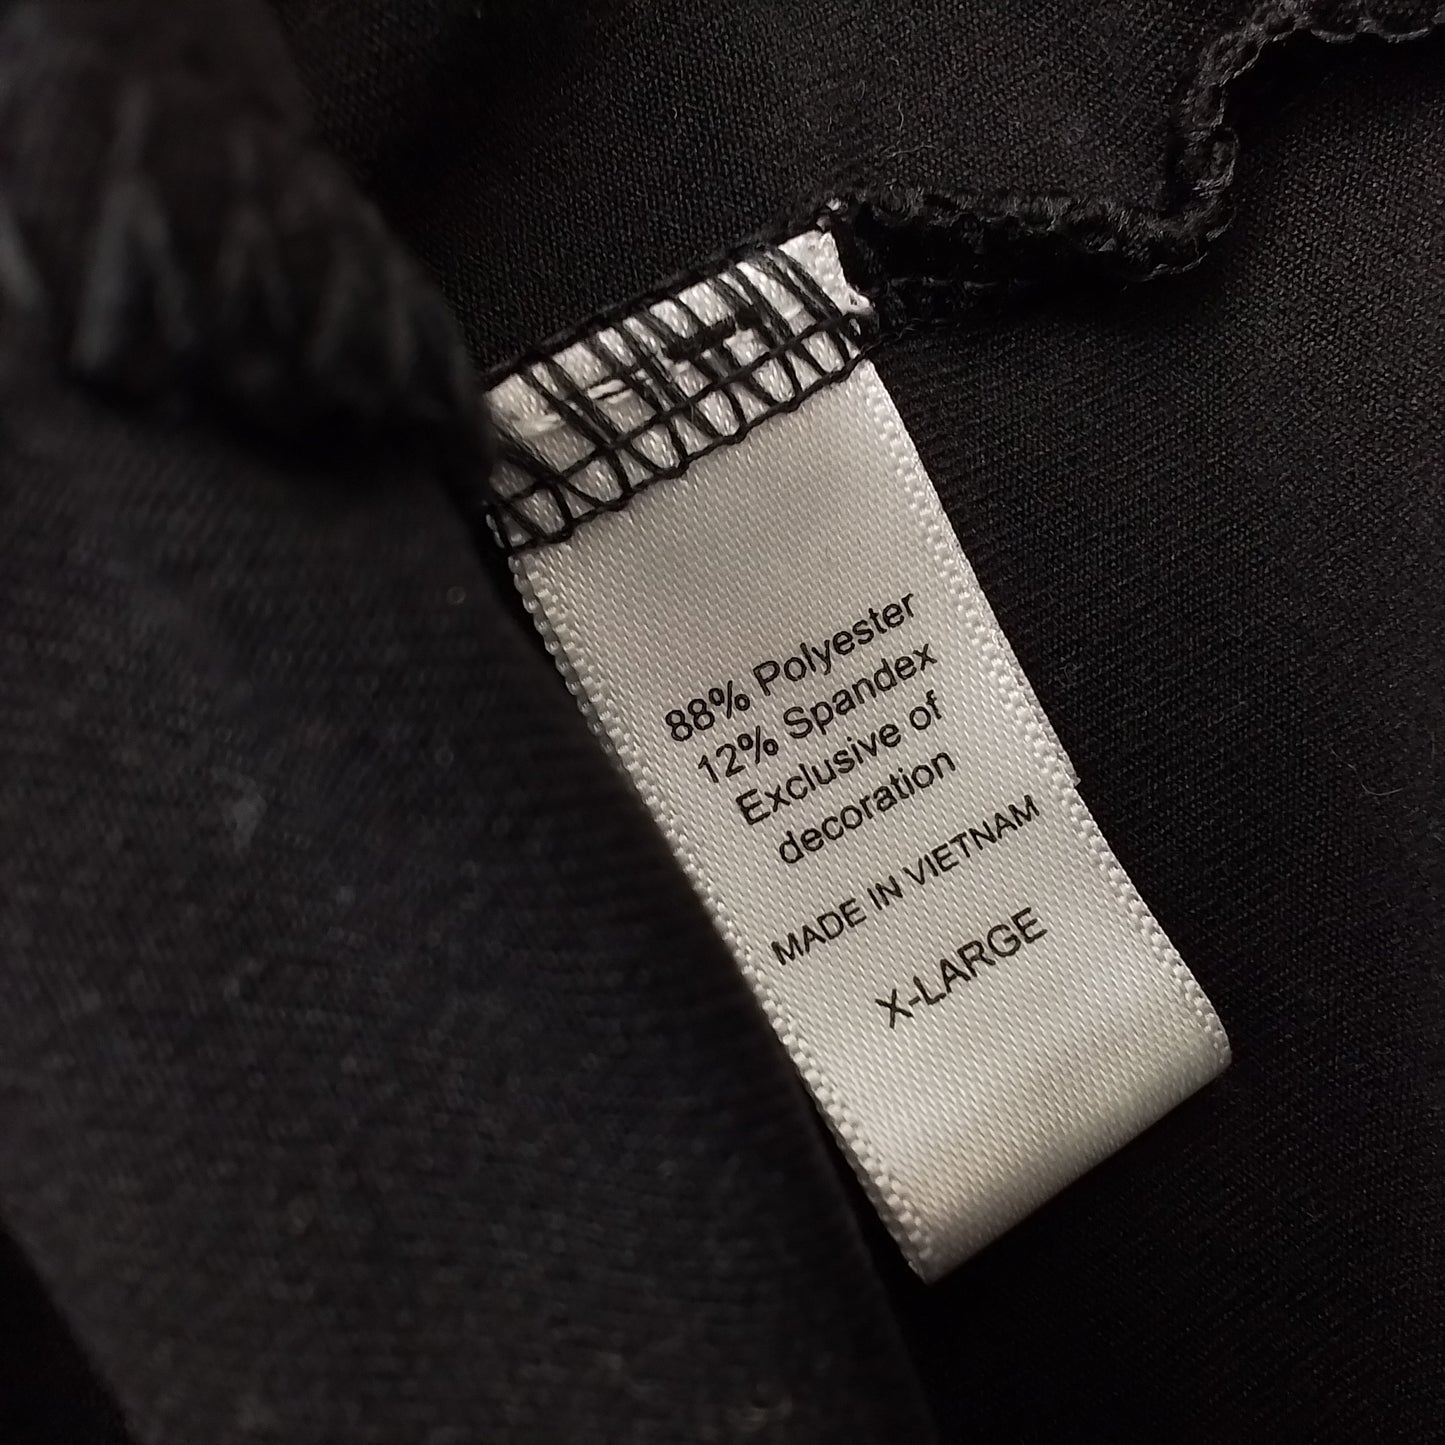 88% Polyester
12% Spandex
Exclusive of
decoration
MADE IN VIETNAM
X-LARGE